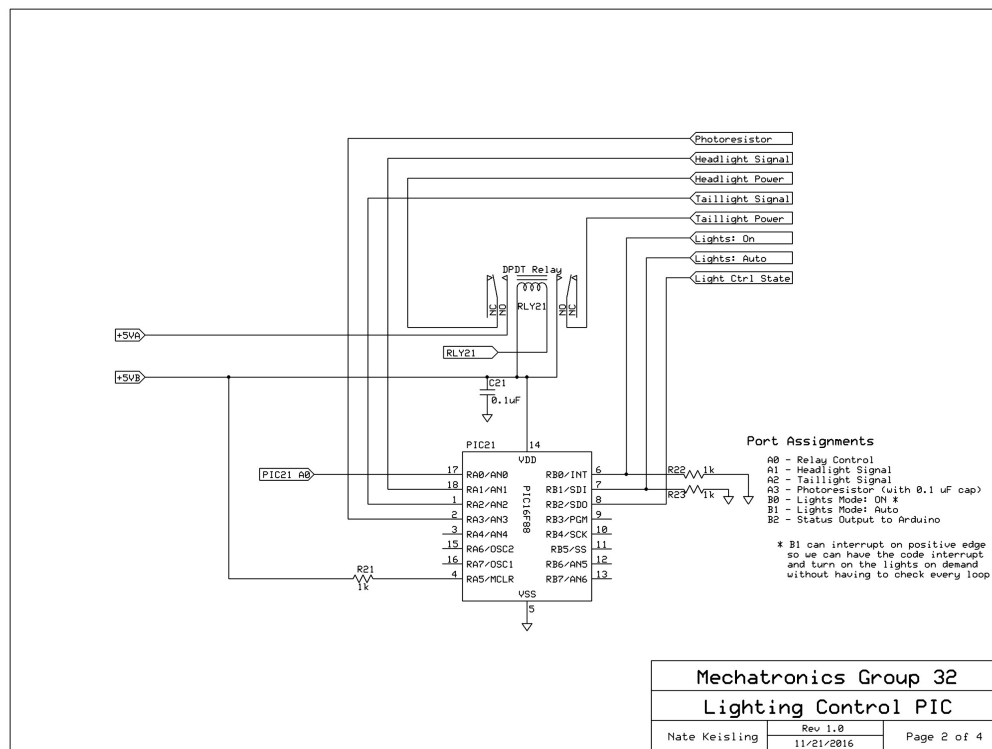 Photoresistor
Headlight Signal
Headlight Power
Taillight Signal
Taillight Power
Lights: On
Lights: Auto
Light Ctrl State
DPDT Relay
NC
NO
RLY21
NO
NC
+5VA
RLY21
+5VB
C21
0.1uF
PIC21
14
VDD
PIC21 A0
17 RA0/AN0 RB0/INT 6 R22 1k
18 RA1/AN1 RB1/SDI 7 R23 1k
1 RA2/AN2 RB2/SDO 8
2 RA3/AN3 RB3/PGM 9
3 RA4/AN4 RB4/SCK 10
15 RA6/OSC2 RB5/SS 11
16 RA7/OSC1 RB6/AN5 12
4 RA5/MCLR RB7/AN6 13
PIC16F88
R21
1k
VSS
5
Port Assignments
A0 - Relay Control
A1 - Headlight Signal
A2 - Taillight Signal
A3 - Photoresistor (with 0.1 uF cap)
B0 - Lights Mode: ON *
B1 - Lights Mode: Auto
B2 - Status Output to Arduino
* B1 can interrupt on positive edge
so we can have the code interrupt
and turn on the lights on demand
without having to check every loop
Mechatronics Group 32
Lighting Control PIC
Nate Keisling
Rev 1.0
11/21/2016
Page 2 of 4